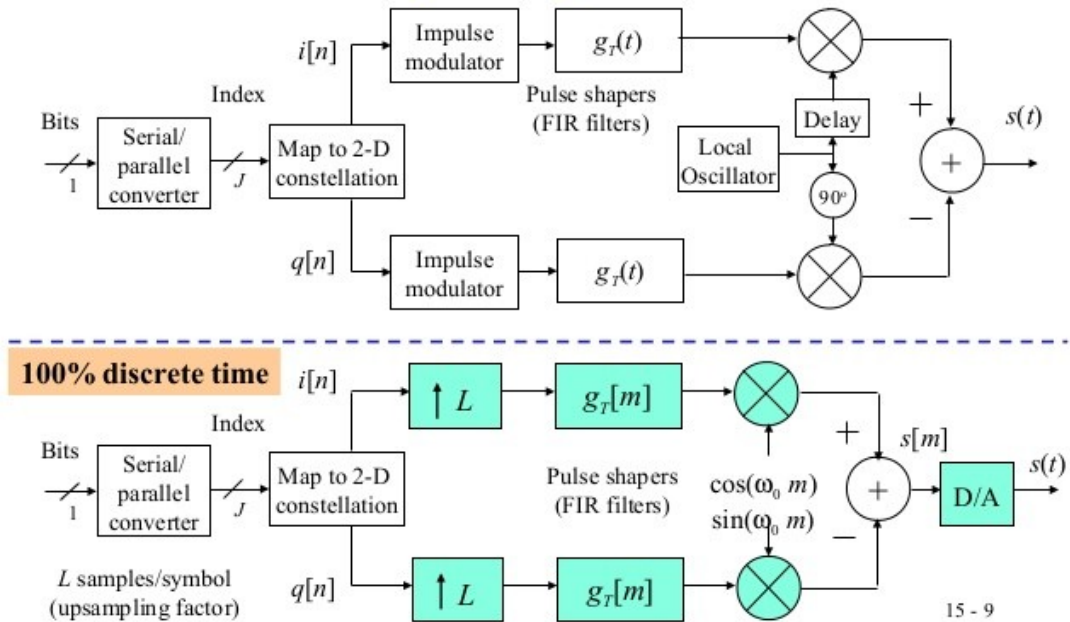 i[n]
Impulse
modulator
g_T(t)
Index
Pulse shapers
(FIR filters)
Bits
1
Serial/
parallel
converter
J
Map to 2-D
constellation
Delay
Local
Oscillator
90°
+
+
−
s(t)
q[n]
Impulse
modulator
g_T(t)
100% discrete time
i[n]
↑ L
g_T[m]
Index
Bits
1
Serial/
parallel
converter
J
Map to 2-D
constellation
Pulse shapers
(FIR filters)
cos(ω₀ m)
sin(ω₀ m)
+
+
−
s[m]
D/A
s(t)
L samples/symbol
(upsampling factor)
q[n]
↑ L
g_T[m]
15 - 9